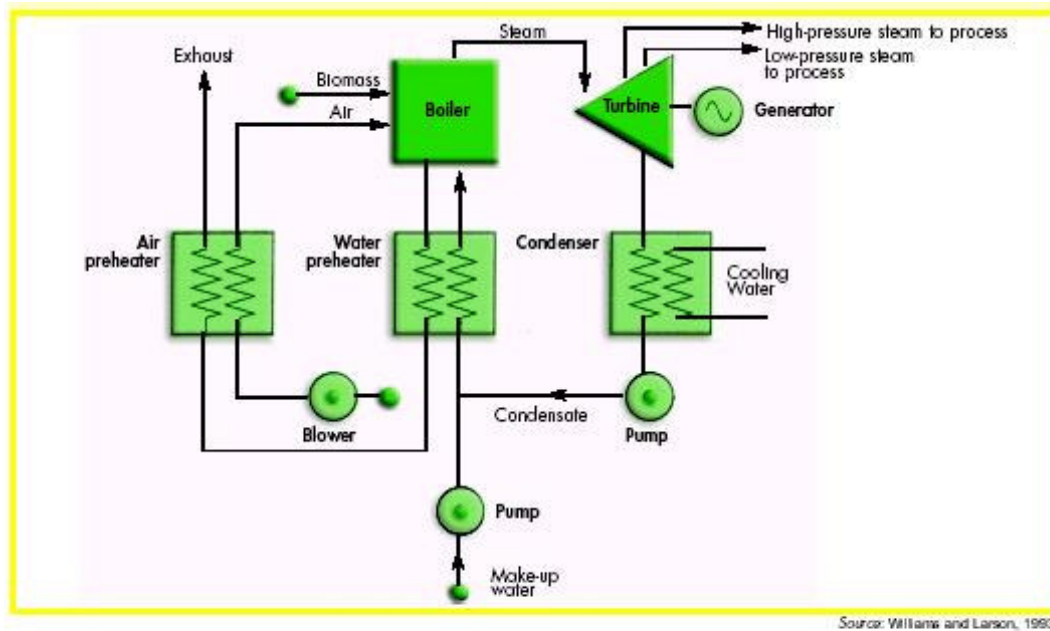 Steam
High-pressure steam to process
Low-pressure steam
to process
Exhaust
Biomass
Air
Boiler
Turbine
Generator
Air
preheater
Water
preheater
Condenser
Cooling
Water
Blower
Condensate
Pump
Pump
Make-up
water
Source: Williams and Larson, 1993